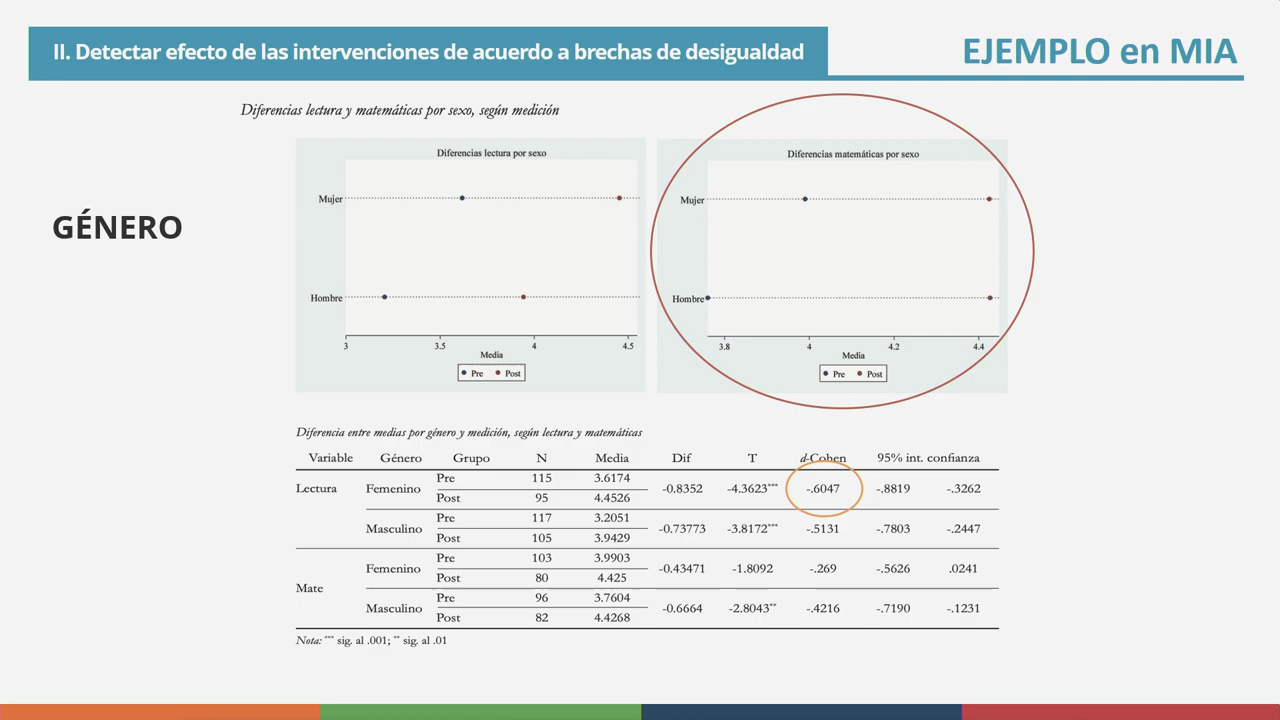 II. Detectar efecto de las intervenciones de acuerdo a brechas de desigualdad
EJEMPLO en MIA
Diferencias lectura y matemáticas por sexo, según medición
GÉNERO
Diferencias lectura por sexo
Mujer
Hombre
3 3.5 4 4.5
Media
Pre Post
Diferencias matemáticas por sexo
Mujer
Hombre
3.8 4 4.2 4.4
Media
Pre Post
Diferencia entre medias por género y medición, según lectura y matemáticas
Variable Género Grupo N Media Dif T d-Cohen 95% int. confianza
Lectura Femenino Pre 115 3.6174 -0.8352 -4.3623*** -.6047 -.8819 -.3262
Post 95 4.4526
Masculino Pre 117 3.2051 -0.73773 -3.8172*** -.5131 -.7803 -.2447
Post 105 3.9429
Mate Femenino Pre 103 3.9903 -0.43471 -1.8092 -.269 -.5626 .0241
Post 80 4.425
Masculino Pre 96 3.7604 -0.6664 -2.8043** -.4216 -.7190 -.1231
Post 82 4.4268
Nota: *** sig. al .001; ** sig. al .01